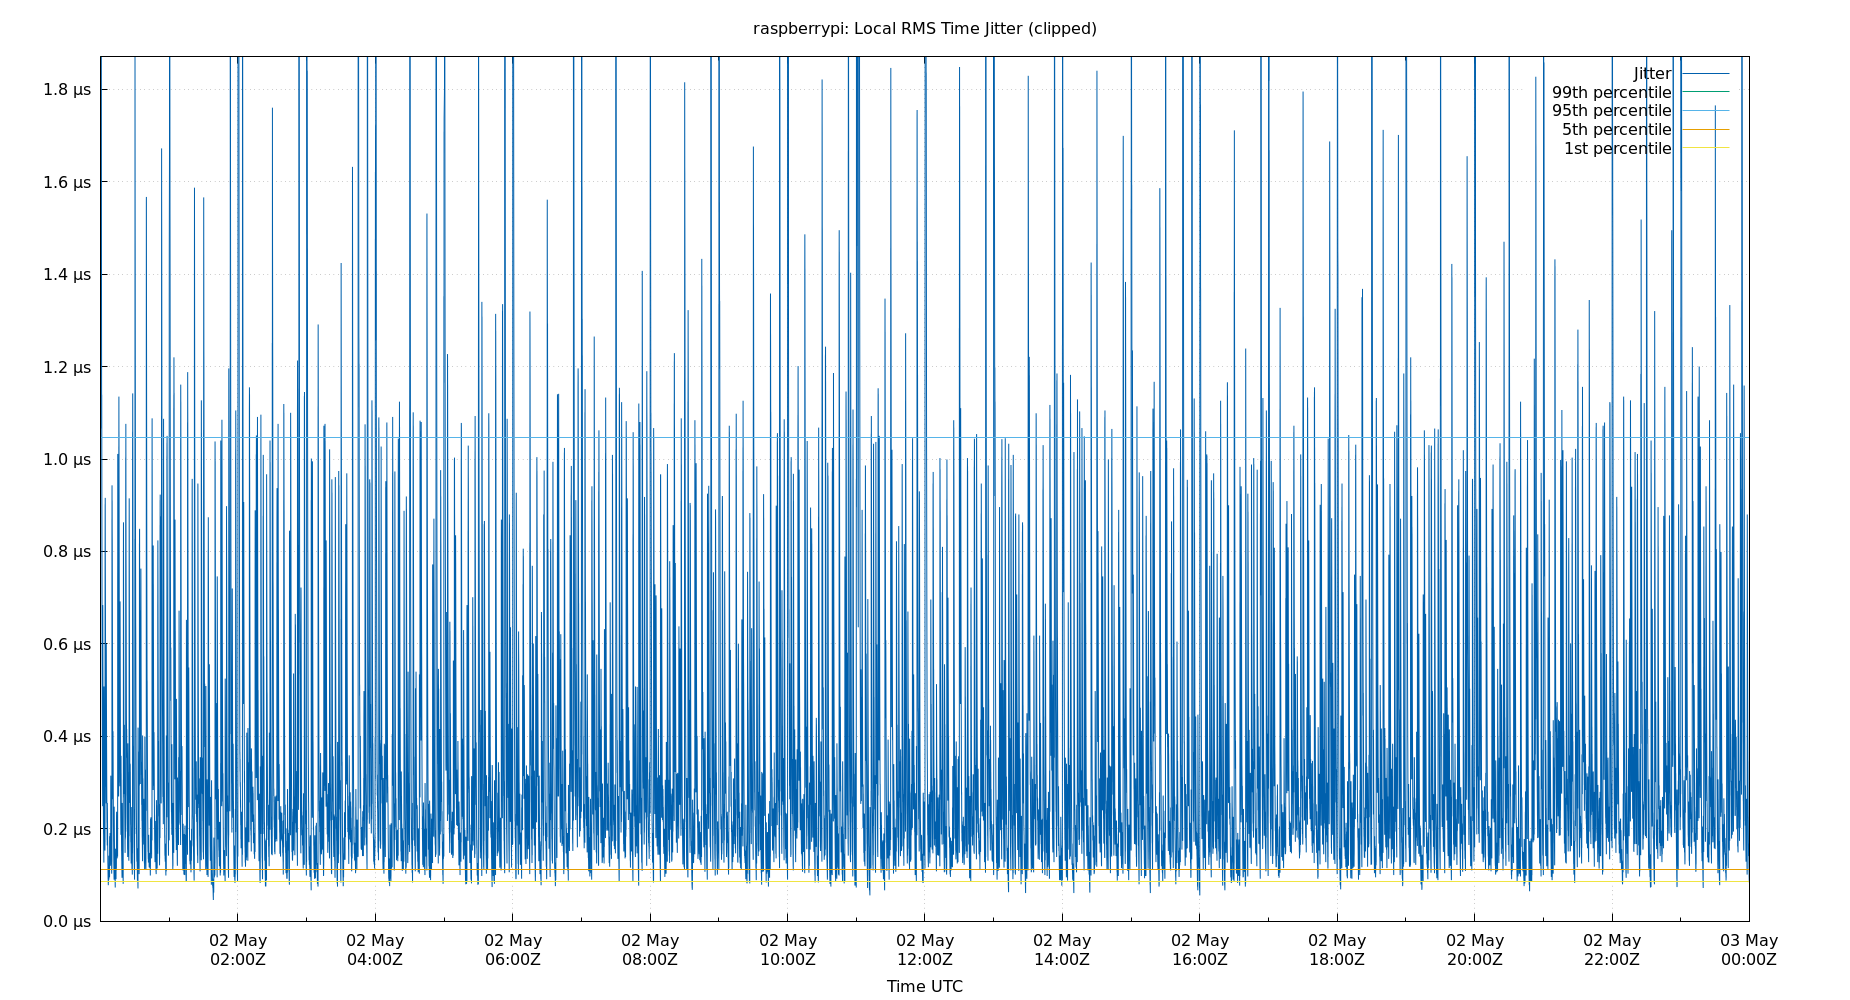 raspberrypi: Local RMS Time Jitter (clipped)
Jitter
99th percentile
95th percentile
5th percentile
1st percentile
1.8 µs
1.6 µs
1.4 µs
1.2 µs
1.0 µs
0.8 µs
0.6 µs
0.4 µs
0.2 µs
0.0 µs
02 May 02 May 02 May 02 May 02 May 02 May 02 May 02 May 02 May 02 May 02 May 03 May
02:00Z 04:00Z 06:00Z 08:00Z 10:00Z 12:00Z 14:00Z 16:00Z 18:00Z 20:00Z 22:00Z 00:00Z
Time UTC